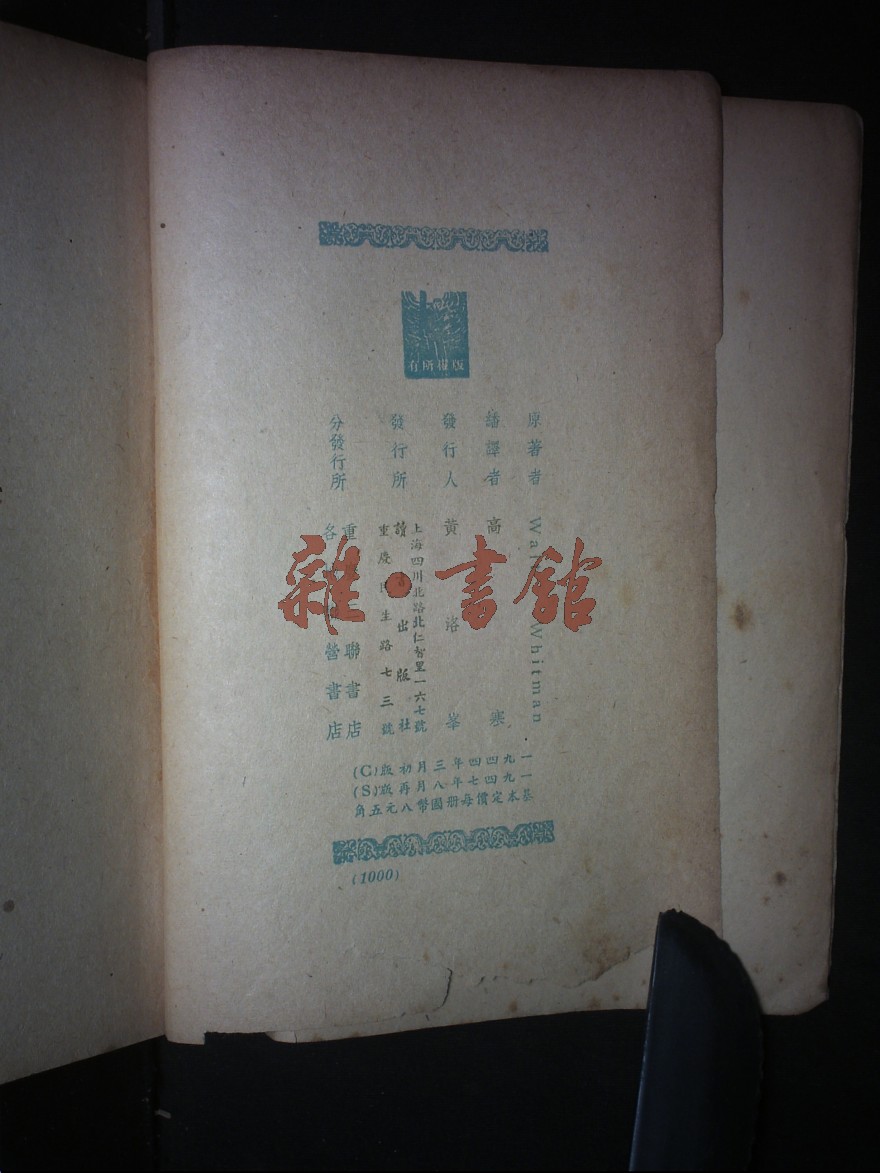 有所權版
原著者 Walt Whitman
繙譯者 高寒
發行人 黃洛峯
發行所
上海四川北路北仁智里一六七號
讀書出版社
重慶民生路七三號
分發行所
重 聯書店
各 營書店
(C)版初月三年四四九一
(S)版再月八年七四九一
角五元八幣國册每價定本基
(1000)
雜·書館